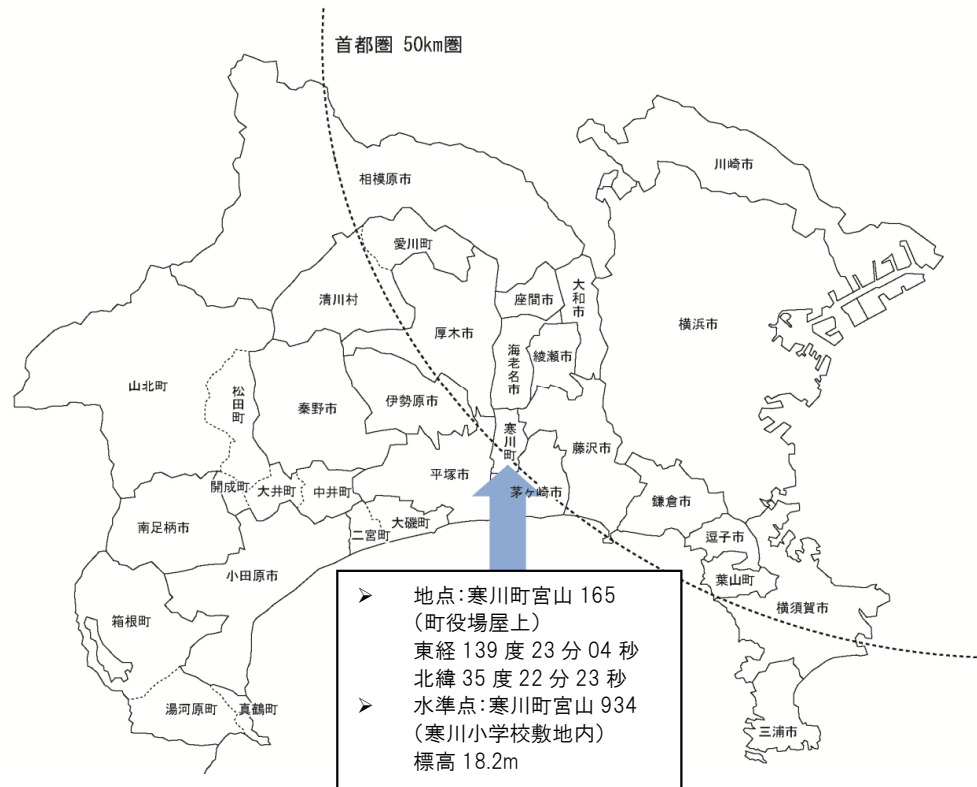 首都圏 50km圏
川崎市
相模原市
愛川町
清川村
座間市
大和市
横浜市
厚木市
海老名市
綾瀬市
山北町
松田町
秦野市
伊勢原市
寒川町
藤沢市
平塚市
開成町
大井町
中井町
茅ヶ崎市
鎌倉市
南足柄市
大磯町
二宮町
逗子市
小田原市
葉山町
横須賀市
箱根町
湯河原町
真鶴町
三浦市
➢ 地点:寒川町宮山 165
(町役場屋上)
東経 139 度 23 分 04 秒
北緯 35 度 22 分 23 秒
➢ 水準点:寒川町宮山 934
(寒川小学校敷地内)
標高 18.2m